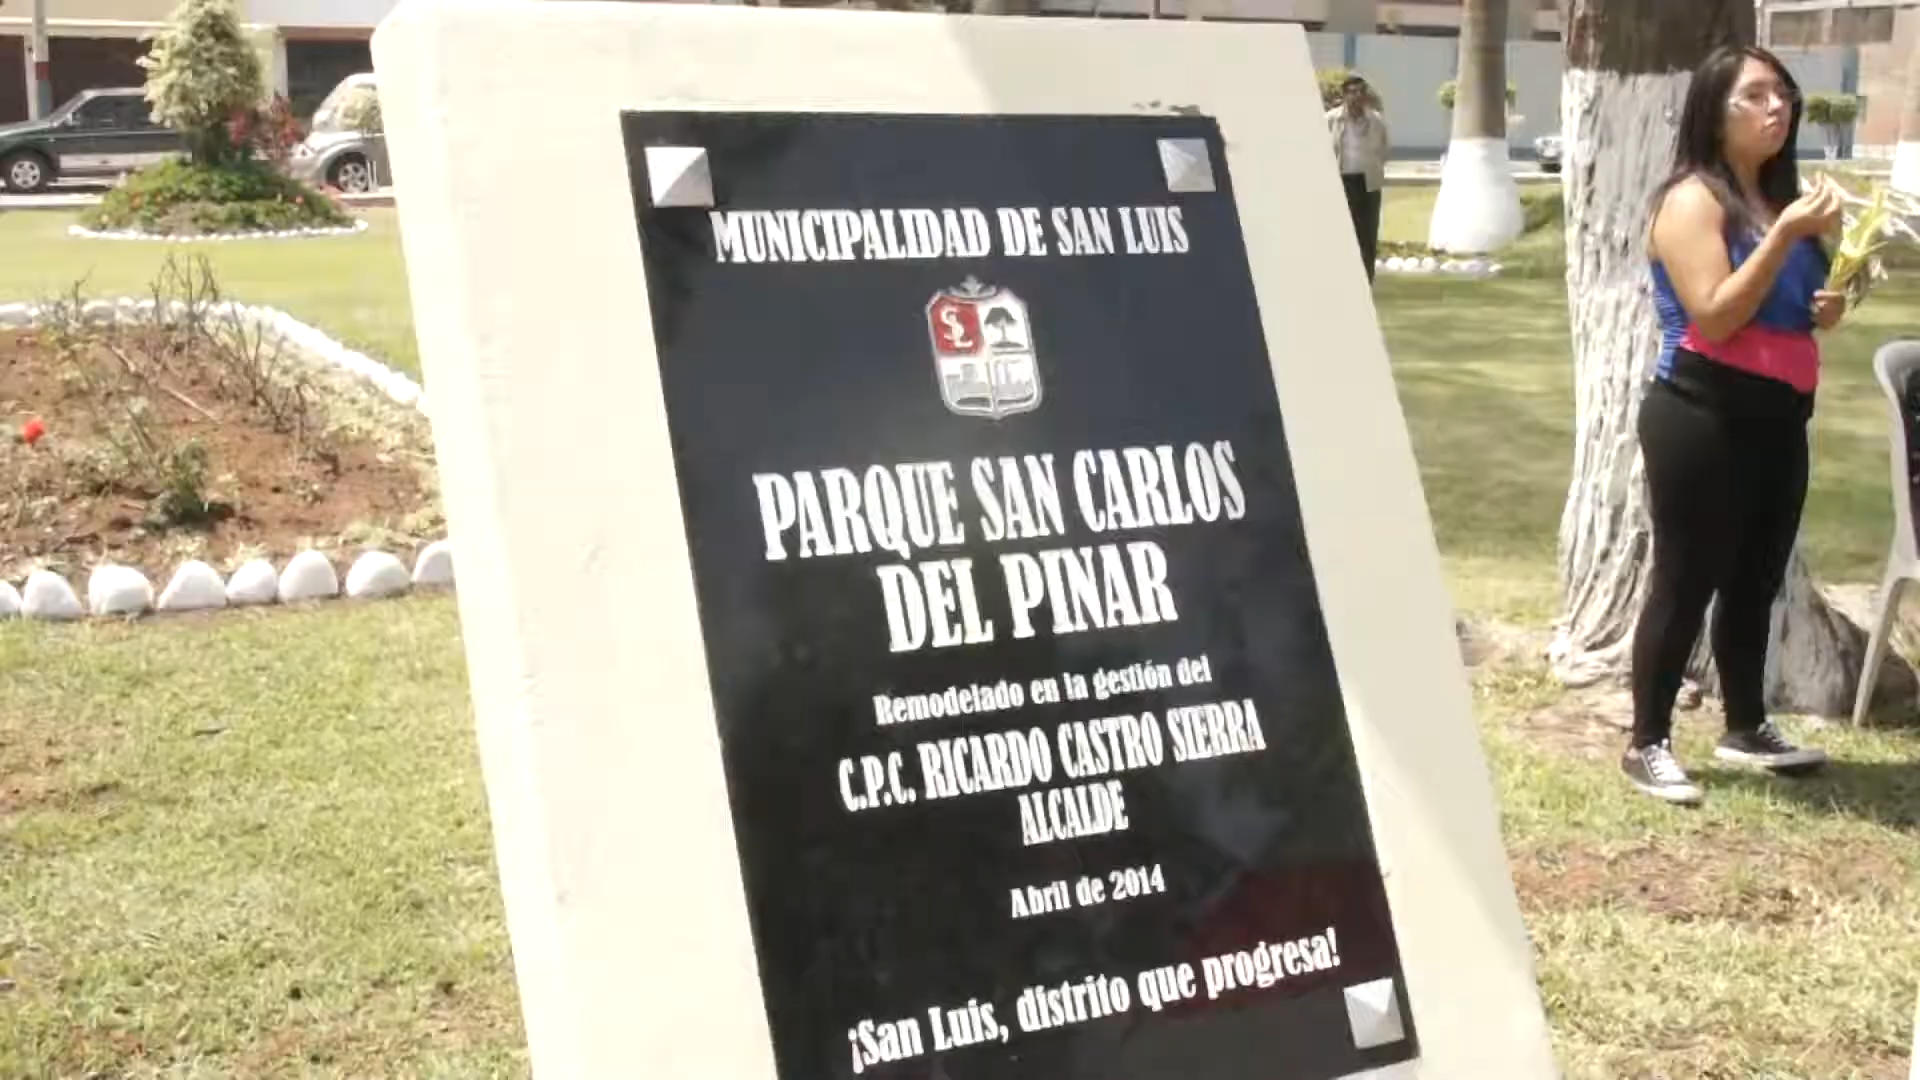 MUNICIPALIDAD DE SAN LUIS
SL
PARQUE SAN CARLOS
DEL PINAR
Remodelado en la gestión del
C.P.C. RICARDO CASTRO SIERRA
ALCALDE
Abril de 2014
¡San Luis, distrito que progresa!